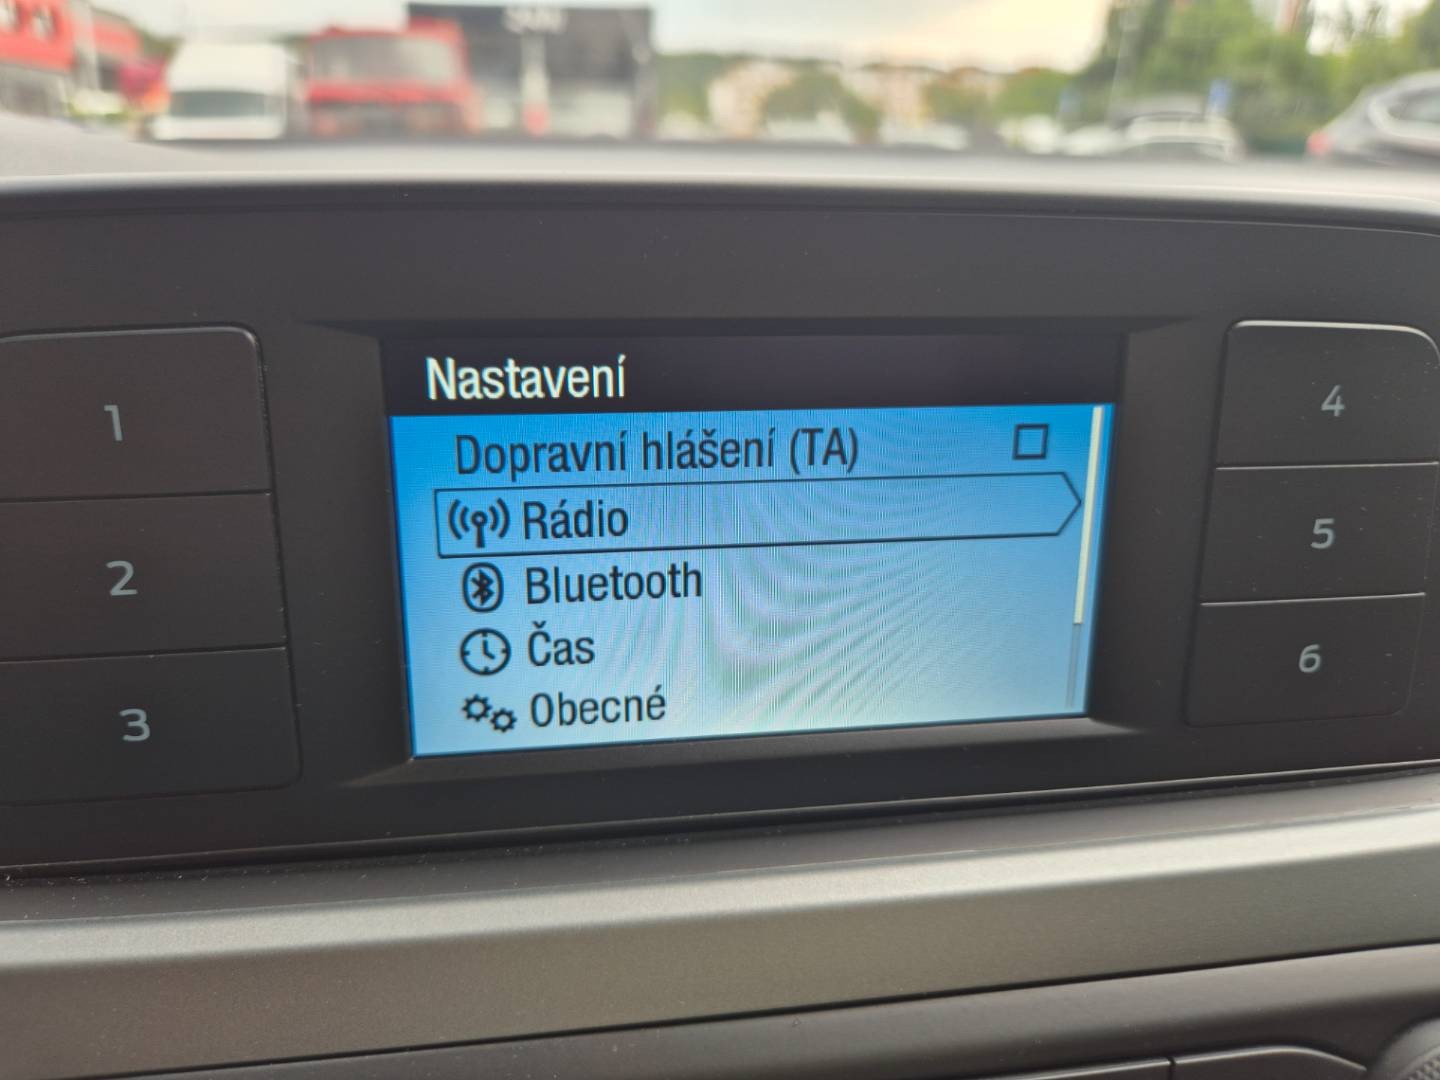 Nastavení
Dopravní hlášení (TA)
Rádio
Bluetooth
Čas
Obecné
1
2
3
4
5
6